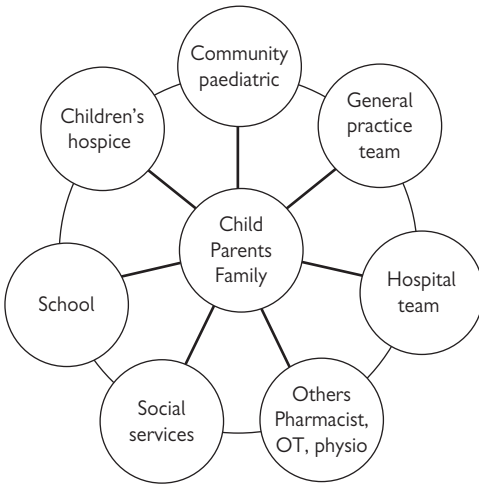 Community
paediatric
Children’s
hospice
General
practice
team
Child
Parents
Family
School
Hospital
team
Social
services
Others
Pharmacist,
OT, physio